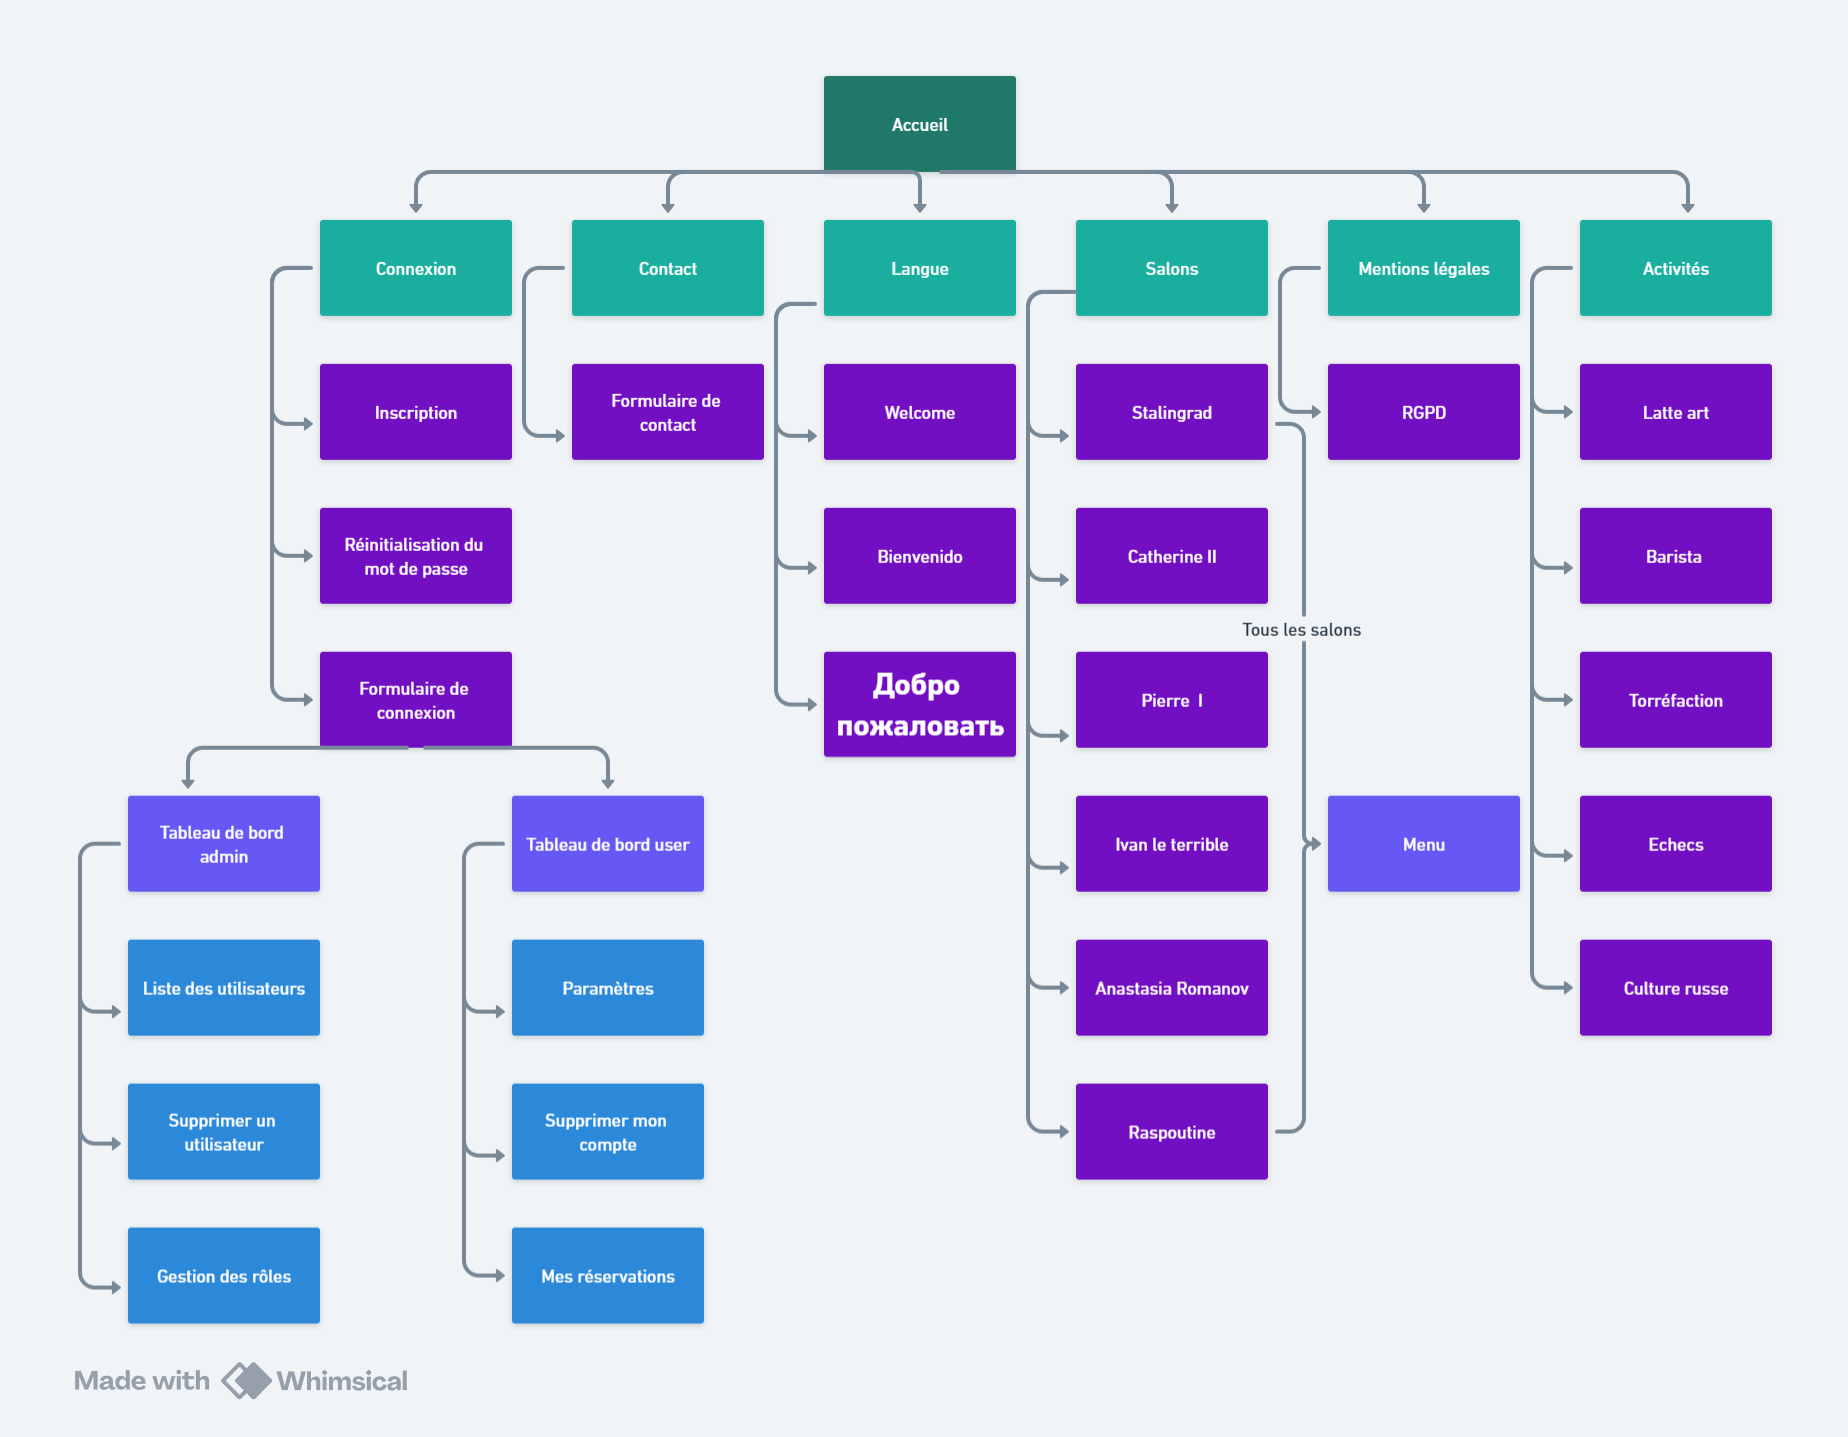 Accueil
Connexion
Contact
Langue
Salons
Mentions légales
Activités
Inscription
Formulaire de
contact
Welcome
Stalingrad
RGPD
Latte art
Réinitialisation du
mot de passe
Bienvenido
Catherine II
Barista
Tous les salons
Formulaire de
connexion
Добро
пожаловать
Pierre I
Torréfaction
Tableau de bord
admin
Tableau de bord user
Ivan le terrible
Menu
Echecs
Liste des utilisateurs
Paramètres
Anastasia Romanov
Culture russe
Supprimer un
utilisateur
Supprimer mon
compte
Raspoutine
Gestion des rôles
Mes réservations
Made with Whimsical